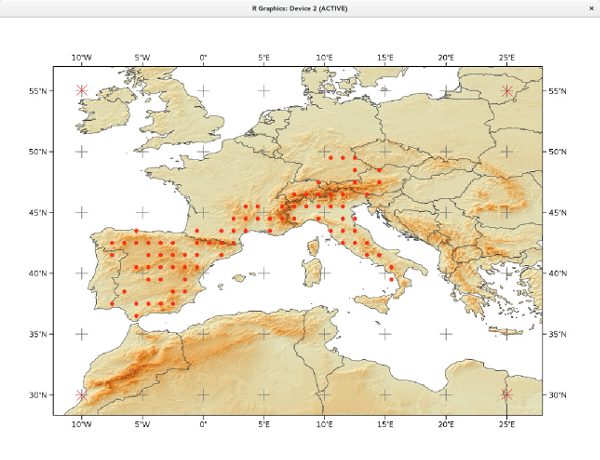 R Graphics: Device 2 (ACTIVE)
×
10°W 5°W 0° 5°E 10°E 15°E 20°E 25°E
55°N 55°N
50°N 50°N
45°N 45°N
40°N 40°N
35°N 35°N
30°N 30°N
10°W 5°W 0° 5°E 10°E 15°E 20°E 25°E